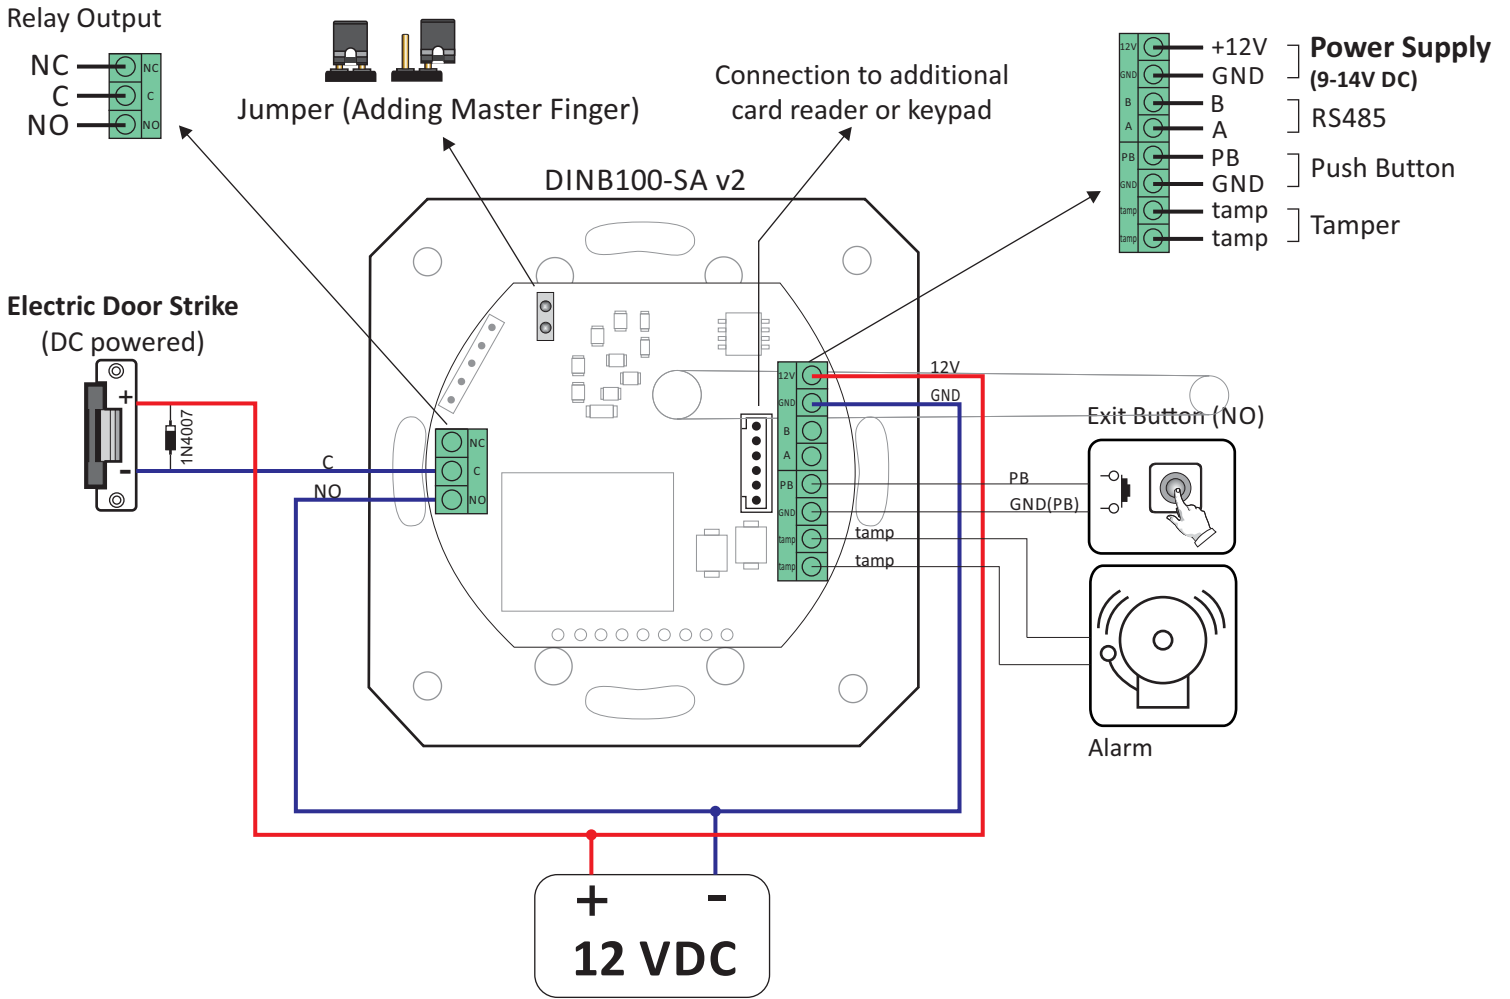 Relay Output
NC
C
NO
NC
C
NO
Jumper (Adding Master Finger)
Connection to additional
card reader or keypad
12V
GND
B
A
PB
GND
tamp
tamp
+12V
GND
B
A
PB
GND
tamp
tamp
Power Supply
(9-14V DC)
RS485
Push Button
Tamper
DINB100-SA v2
Electric Door Strike
(DC powered)
+
-
1N4007
C
NO
NC
C
NO
12V
GND
B
A
PB
GND
tamp
tamp
12V
GND
PB
GND(PB)
tamp
tamp
Exit Button (NO)
Alarm
+ -
12 VDC